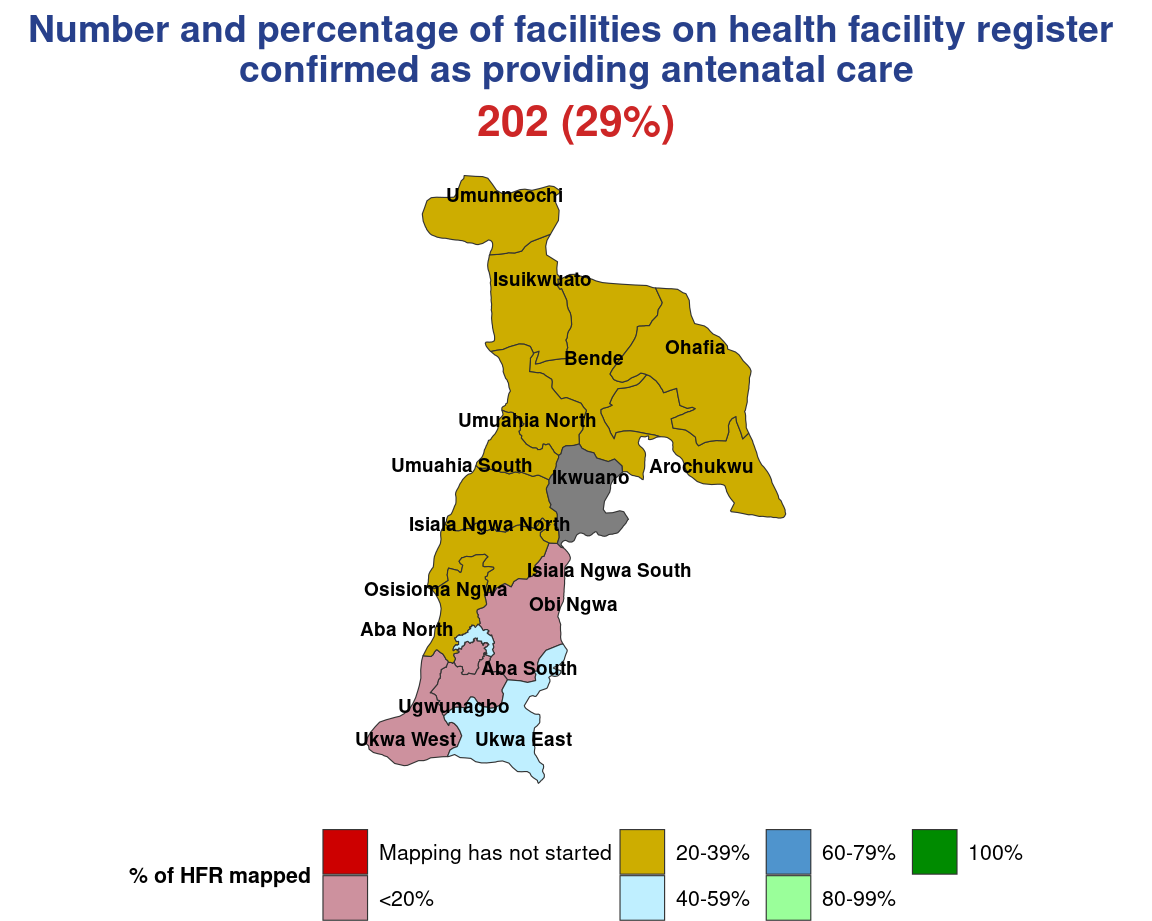 Number and percentage of facilities on health facility register
confirmed as providing antenatal care
202 (29%)
Umunneochi
Isuikwuato
Ohafia
Bende
Umuahia North
Umuahia South
Arochukwu
Ikwuano
Isiala Ngwa North
Isiala Ngwa South
Osisioma Ngwa
Obi Ngwa
Aba North
Aba South
Ugwunagbo
Ukwa West
Ukwa East
% of HFR mapped
Mapping has not started
<20%
20-39%
40-59%
60-79%
80-99%
100%